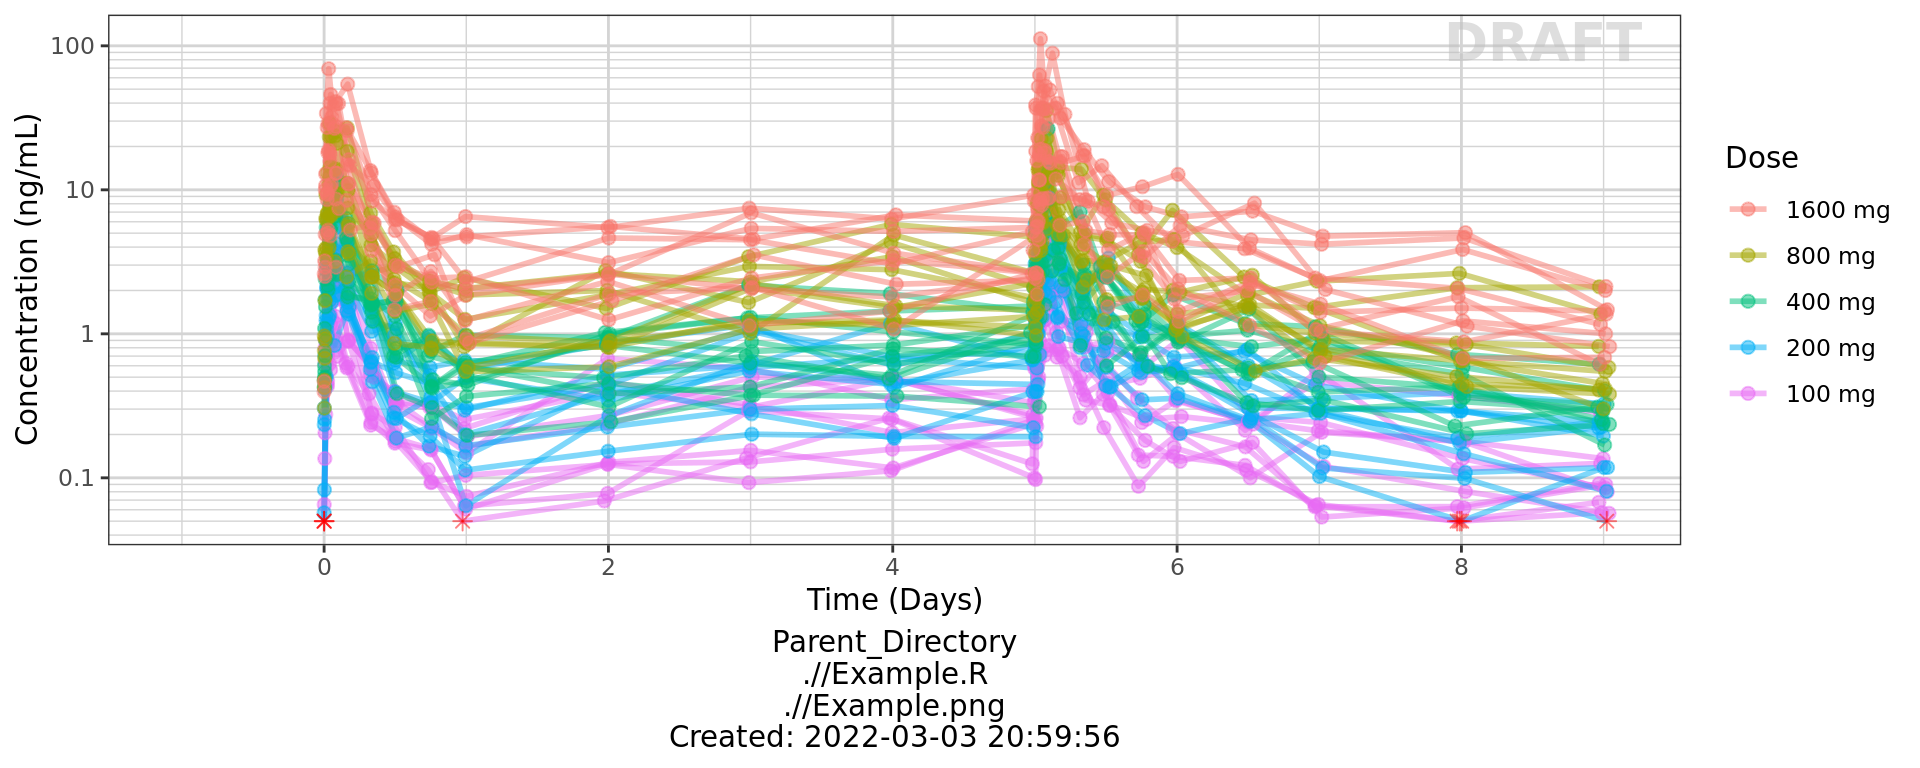 DRAFT
Concentration (ng/mL)
100
10
1
0.1
0
2
4
6
8
Time (Days)
Parent_Directory
.//Example.R
.//Example.png
Created: 2022-03-03 20:59:56
Dose
1600 mg
800 mg
400 mg
200 mg
100 mg